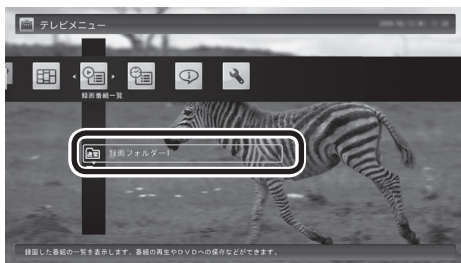 テレビメニュー
録画番組一覧
通常 録画フォルダー1
録画した番組の一覧を表示します。番組の再生やDVDへの保存などができます。